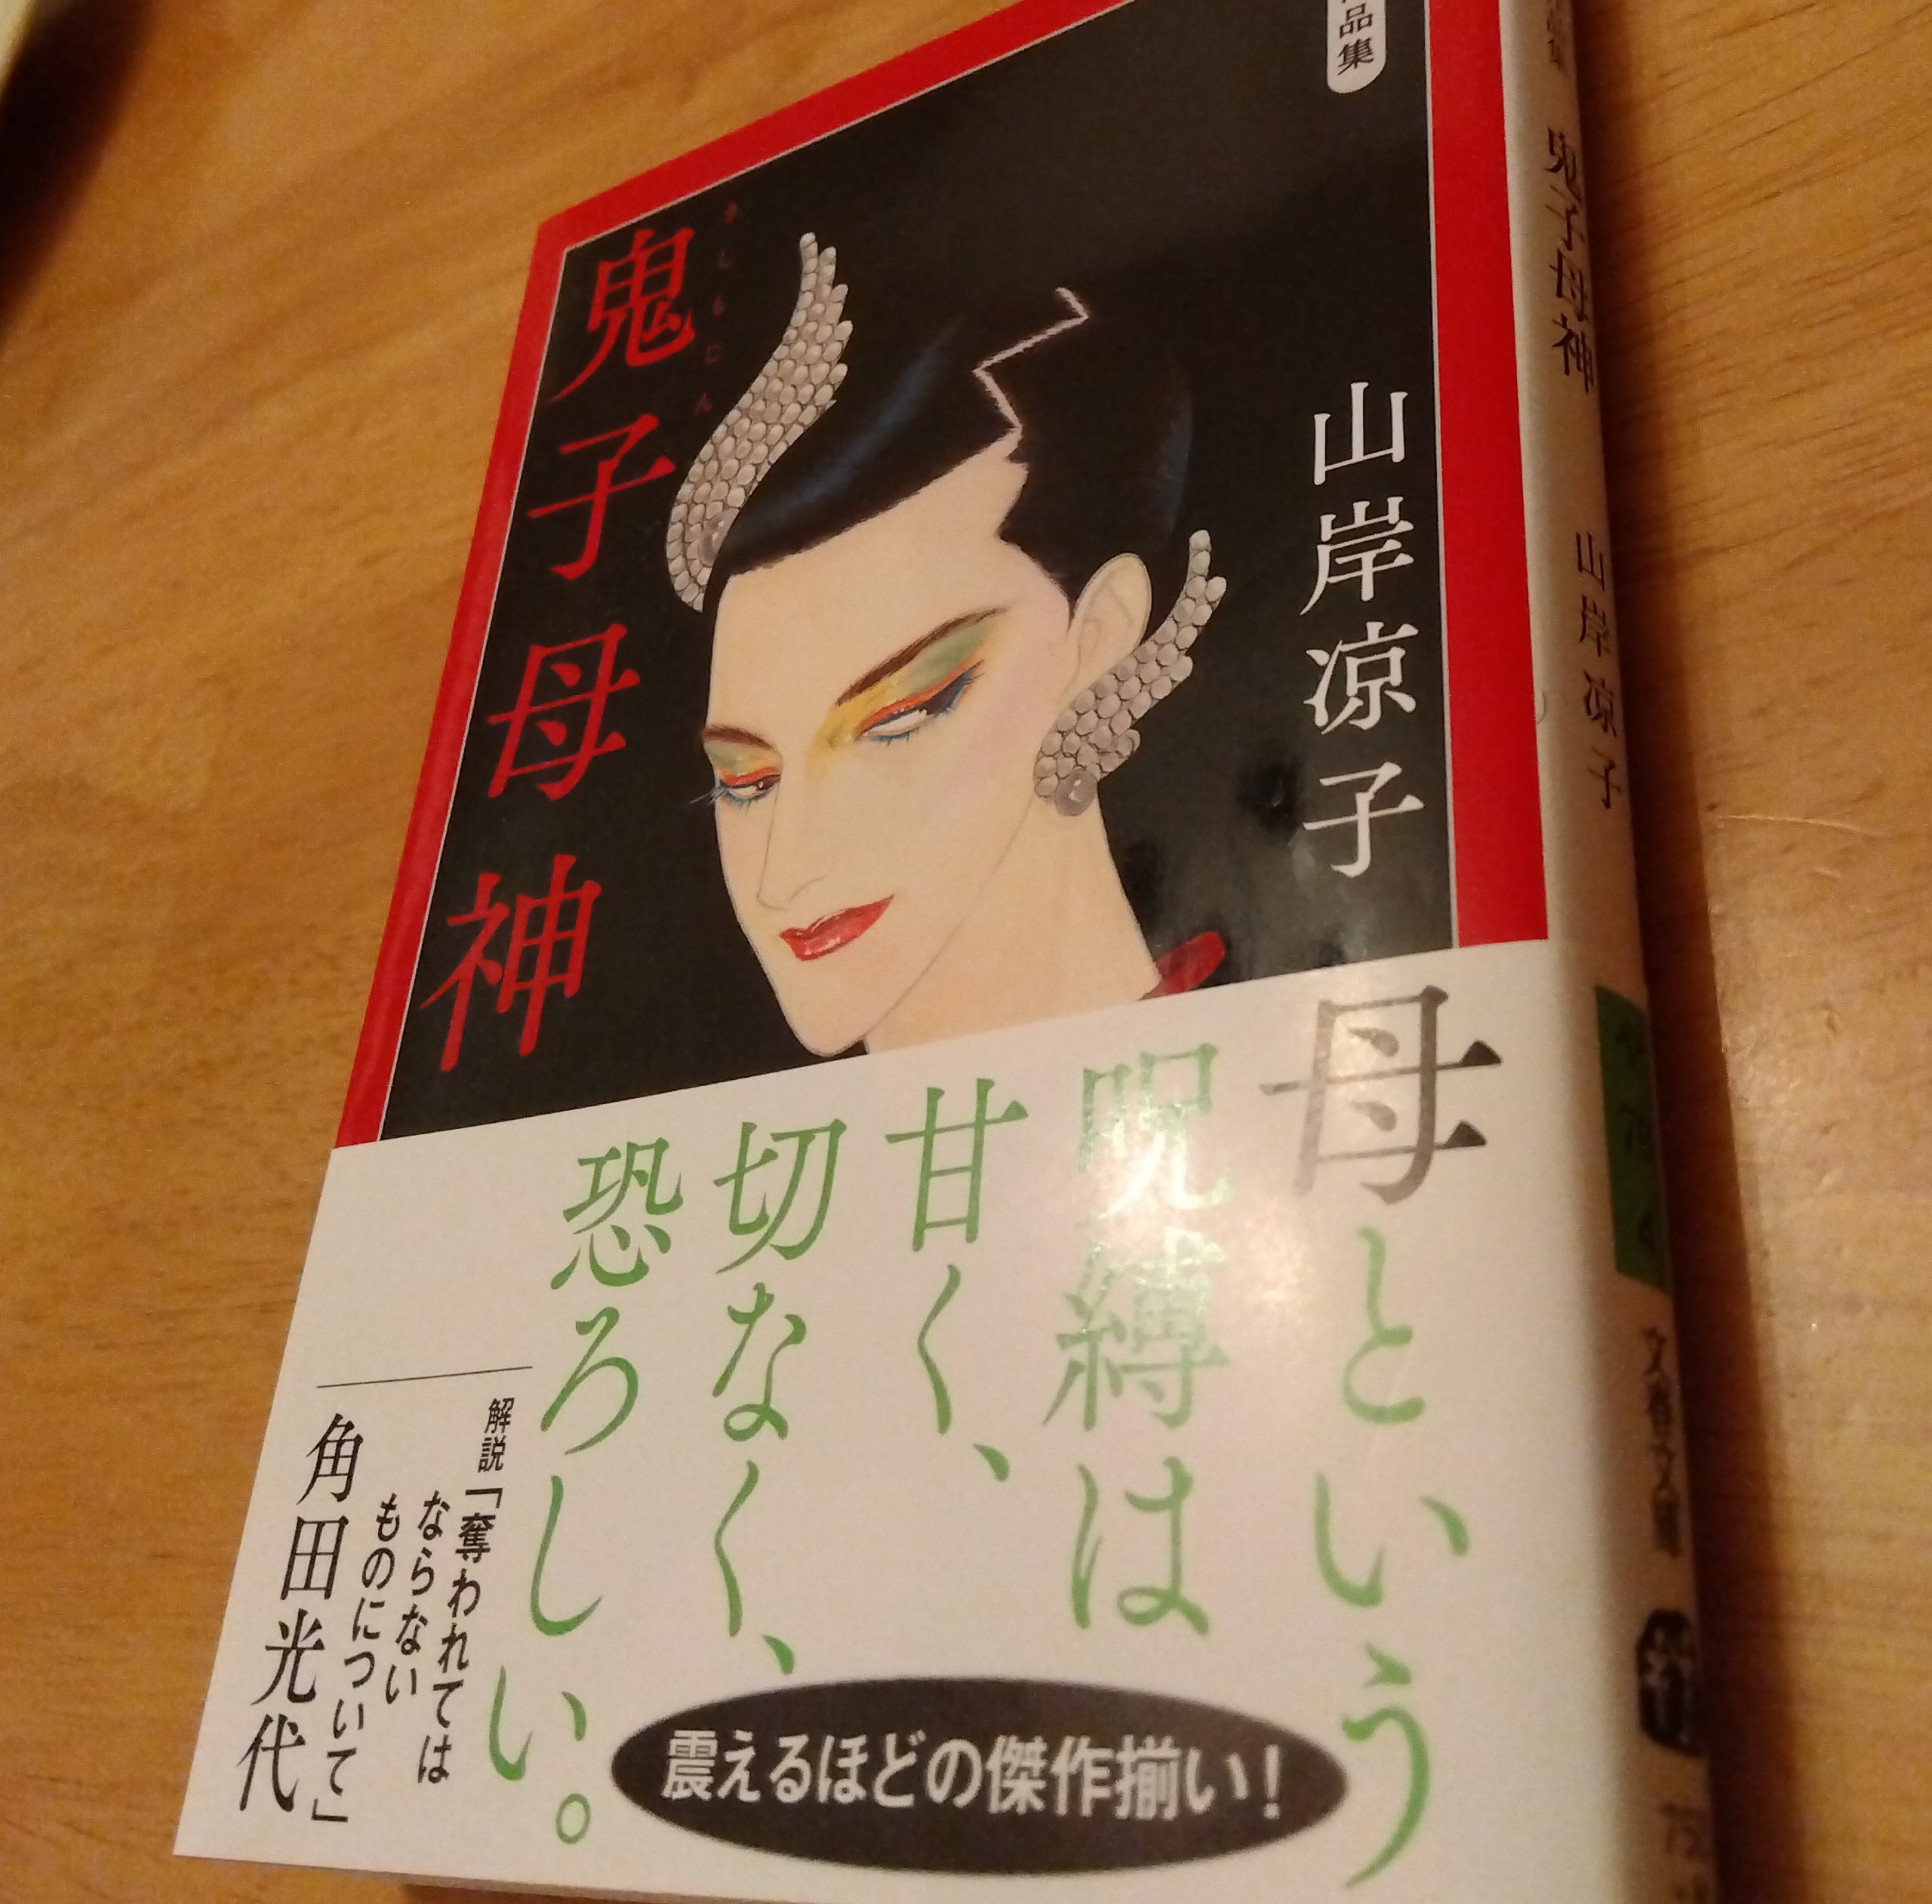 品集
山岸凉子
鬼子母神
きしもじん
母という
呪縛は
甘く、
切なく、
恐ろしい。
震えるほどの傑作揃い!
解説「奪われては
ならない
ものについて」
角田光代
鬼子母神 山岸凉子
文春文庫